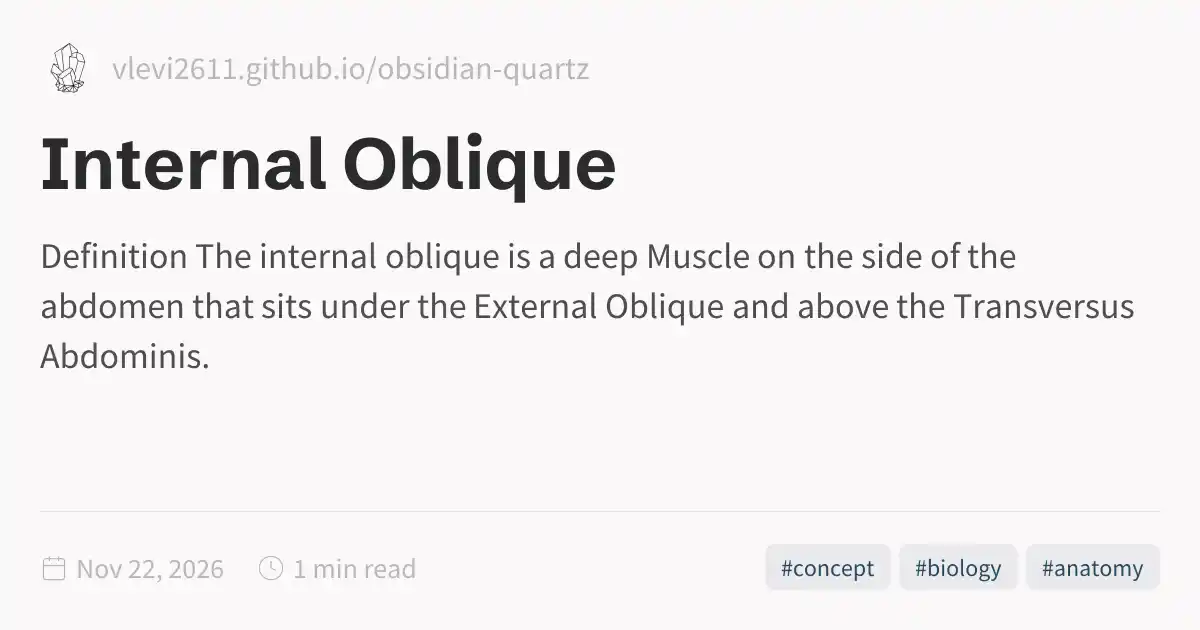 vlevi2611.github.io/obsidian-quartz
Internal Oblique
Definition The internal oblique is a deep Muscle on the side of the
abdomen that sits under the External Oblique and above the Transversus
Abdominis.
Nov 22, 2026 1 min read #concept #biology #anatomy